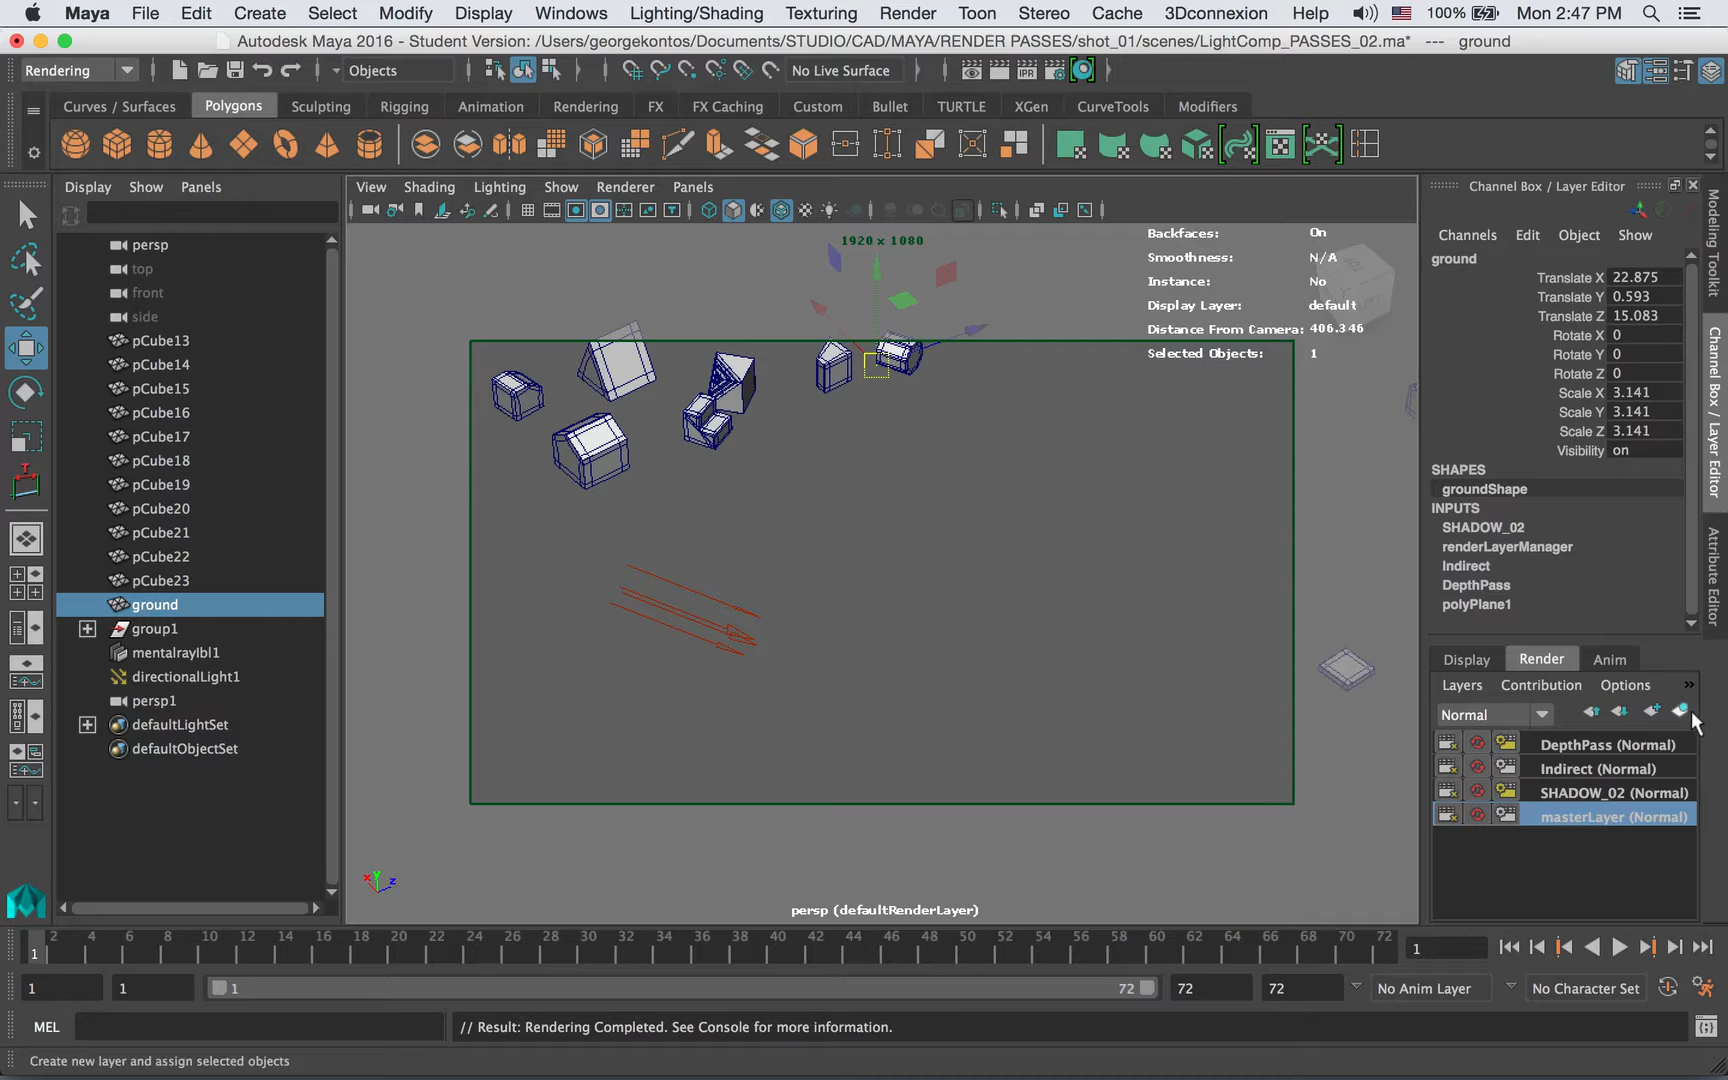 Maya File Edit Create Select Modify Display Windows Lighting/Shading Texturing Render Toon Stereo Cache 3Dconnexion Help 100% Mon 2:47 PM
Autodesk Maya 2016 - Student Version: /Users/georgekontos/Documents/STUDIO/CAD/MAYA/RENDER PASSES/shot_01/scenes/LightComp_PASSES_02.ma* --- ground
Rendering Objects No Live Surface IPR
Curves / Surfaces Polygons Sculpting Rigging Animation Rendering FX FX Caching Custom Bullet TURTLE XGen CurveTools Modifiers
Display Show Panels
View Shading Lighting Show Renderer Panels
persp
top
front
side
pCube13
pCube14
pCube15
pCube16
pCube17
pCube18
pCube19
pCube20
pCube21
pCube22
pCube23
ground
group1
mentalrayIbl1
directionalLight1
persp1
defaultLightSet
defaultObjectSet
1920 x 1080
Backfaces: On
Smoothness: N/A
Instance: No
Display Layer: default
Distance From Camera: 406.346
Selected Objects: 1
persp (defaultRenderLayer)
Channel Box / Layer Editor
Channels Edit Object Show
ground
Translate X 22.875
Translate Y 0.593
Translate Z 15.083
Rotate X 0
Rotate Y 0
Rotate Z 0
Scale X 3.141
Scale Y 3.141
Scale Z 3.141
Visibility on
SHAPES
groundShape
INPUTS
SHADOW_02
renderLayerManager
Indirect
DepthPass
polyPlane1
Display Render Anim
Layers Contribution Options »
Normal
DepthPass (Normal)
Indirect (Normal)
SHADOW_02 (Normal)
masterLayer (Normal)
Modeling Toolkit
Channel Box / Layer Editor
Attribute Editor
1 2 4 6 8 10 12 14 16 18 20 22 24 26 28 30 32 34 36 38 40 42 44 46 48 50 52 54 56 58 60 62 64 66 68 70 72 1
1 1 1 72 72 72 No Anim Layer No Character Set
MEL // Result: Rendering Completed. See Console for more information.
Create new layer and assign selected objects